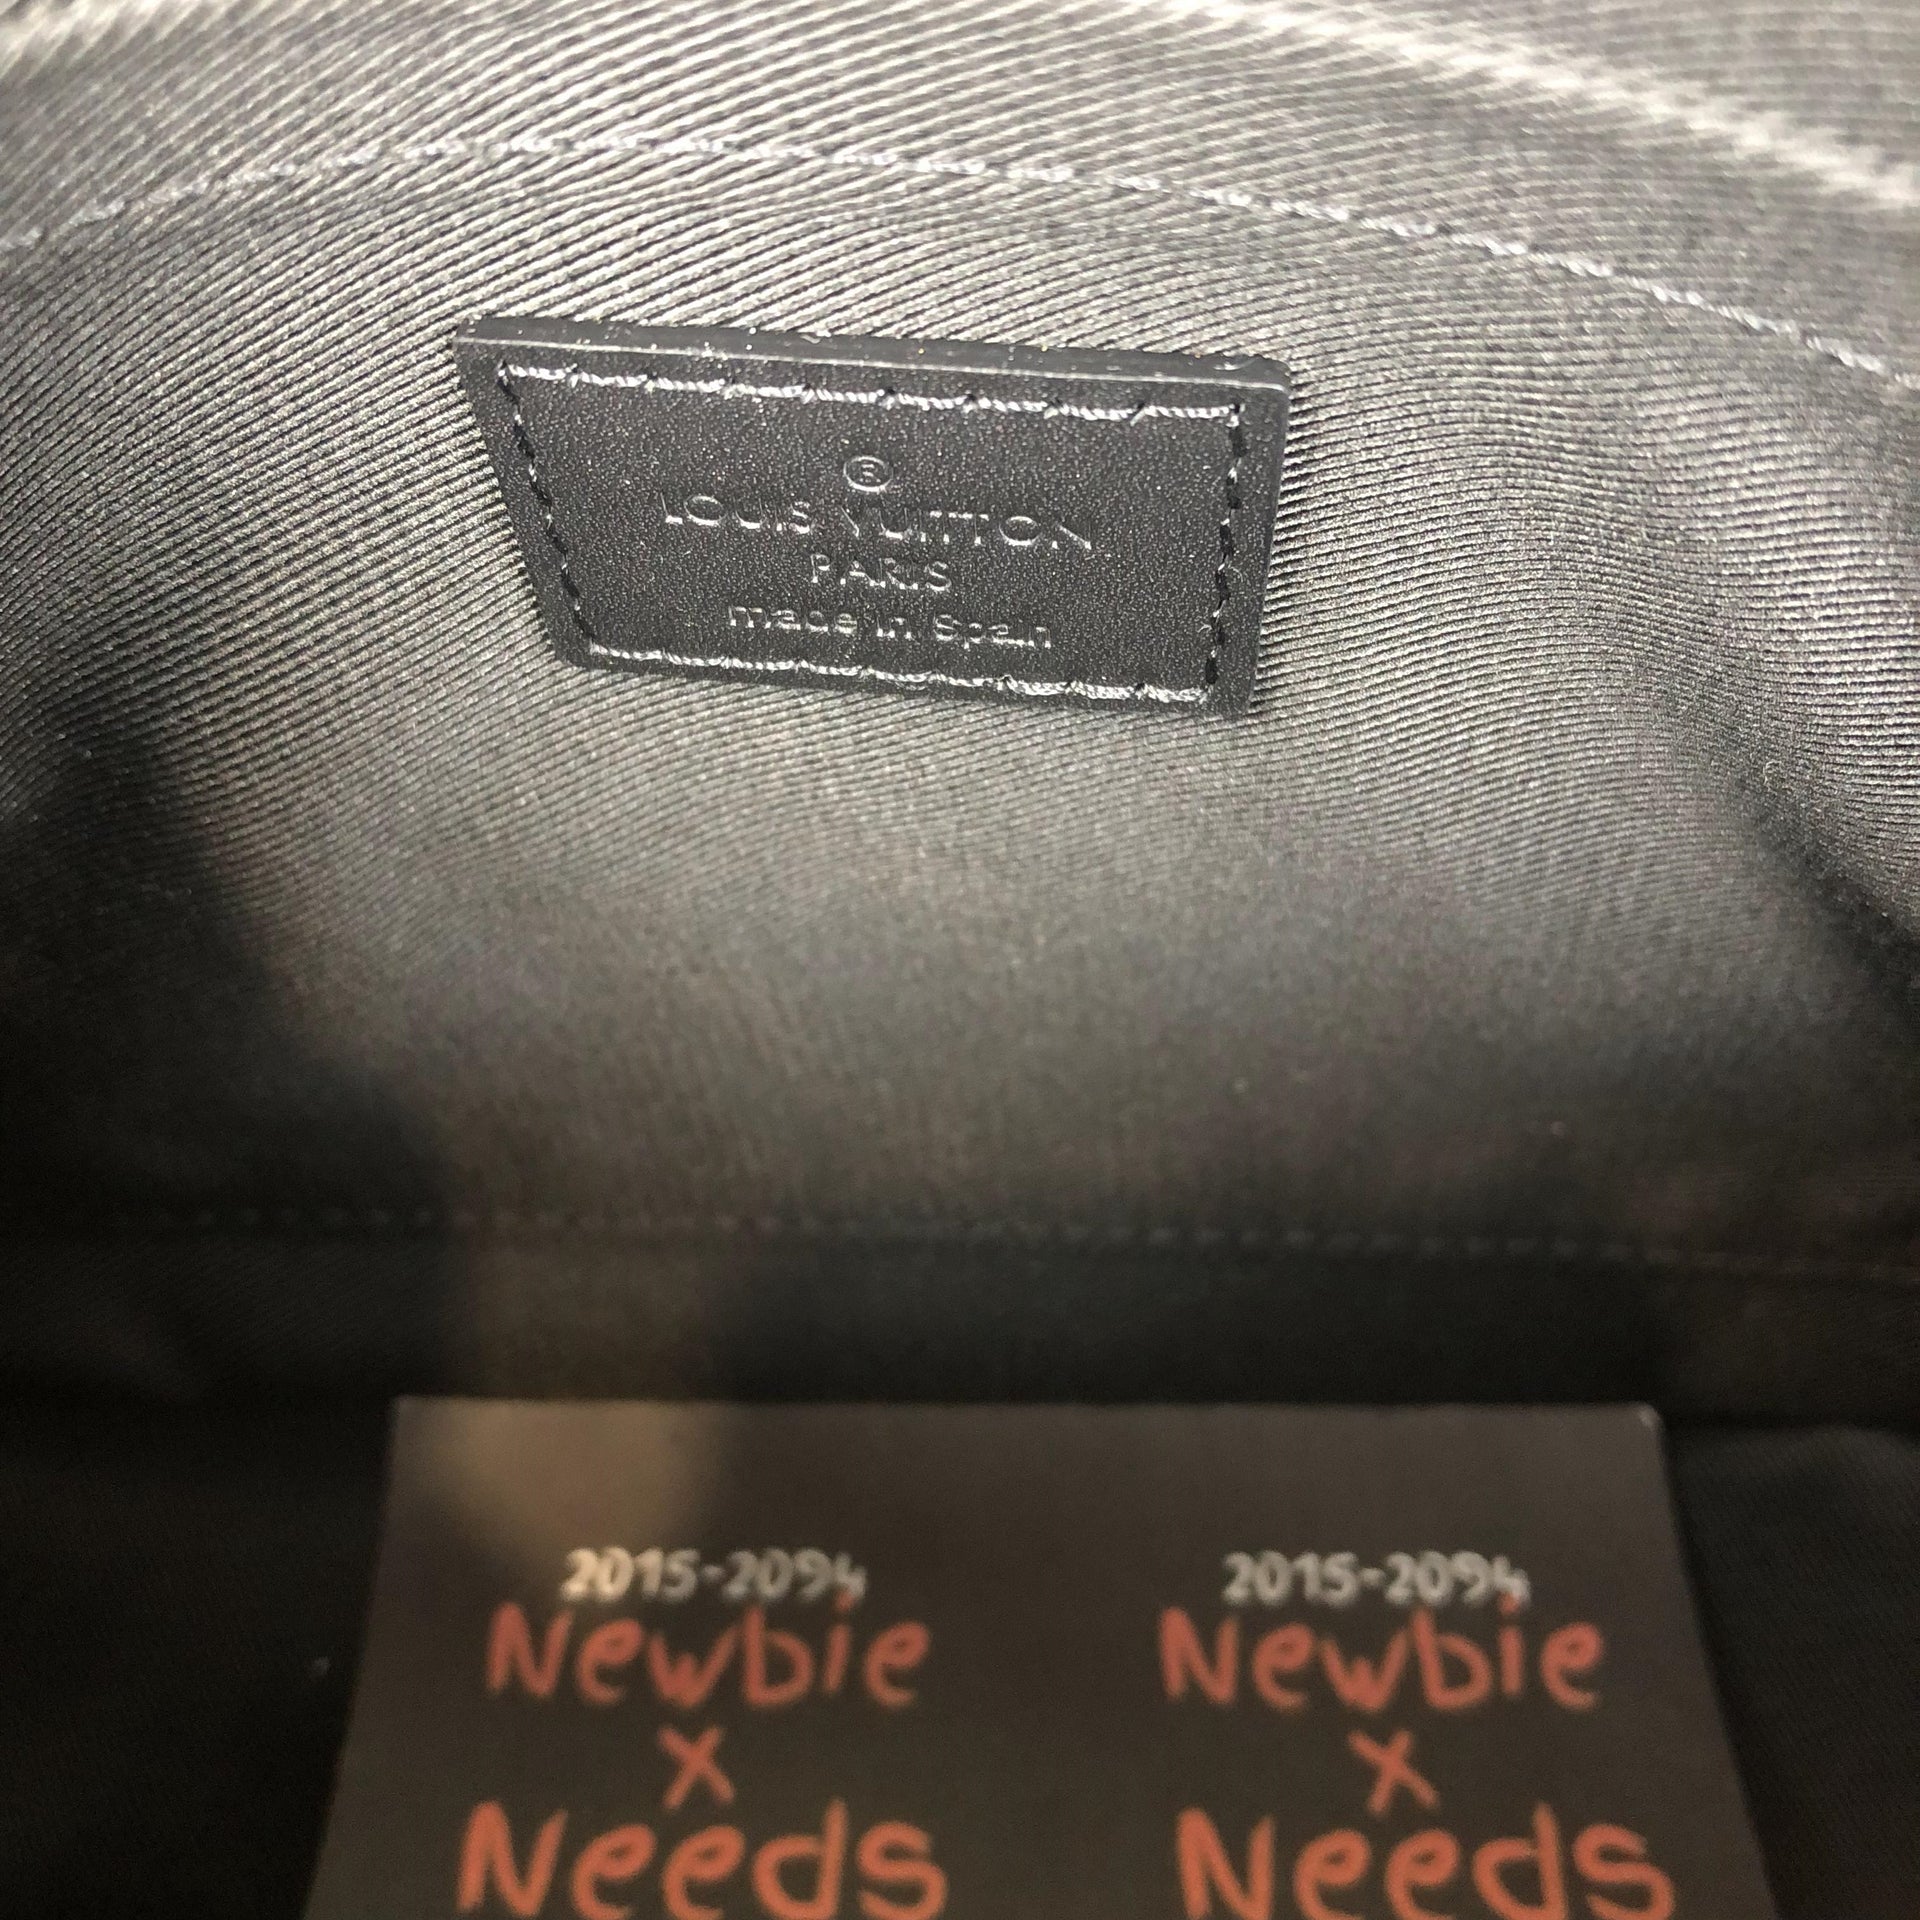 ®
LOUIS VUITTON
PARIS
made in Spain
2015-2094
Newbie
x
Needs
2015-2094
Newbie
x
Needs